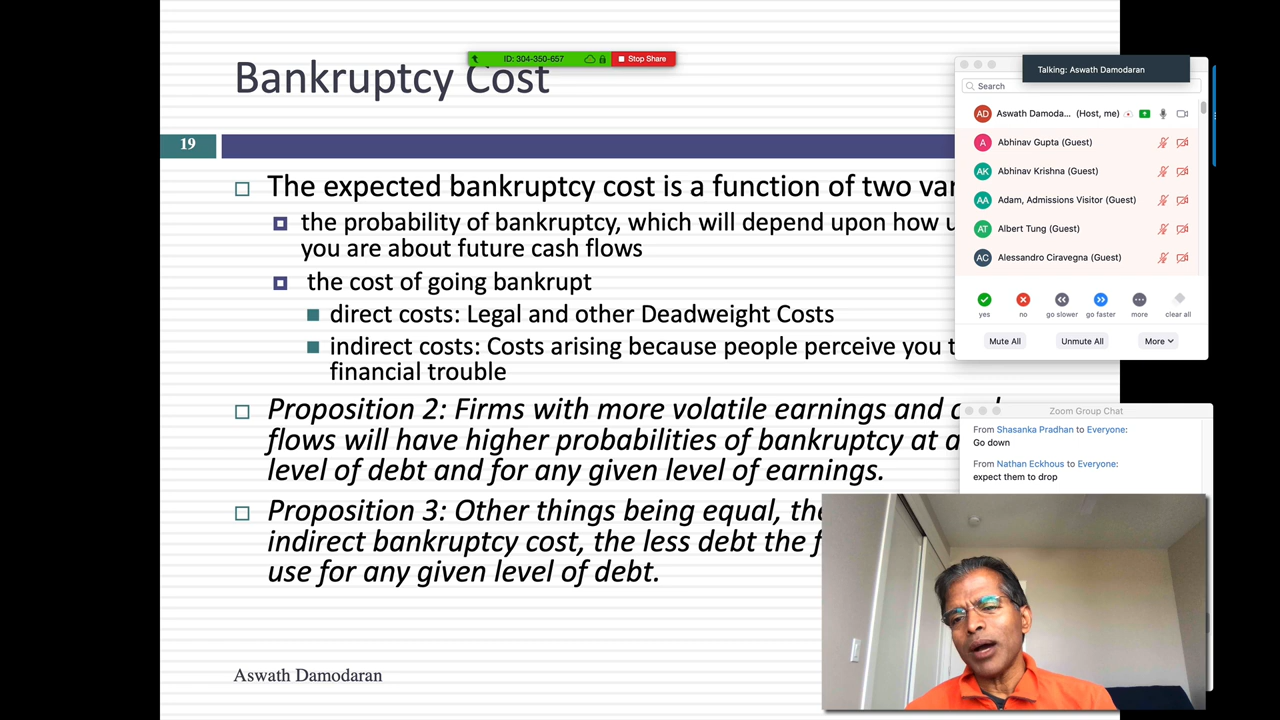 ID: 304-350-657
Stop Share
Bankruptcy Cost
19
The expected bankruptcy cost is a function of two
the probability of bankruptcy, which will depend upon how
you are about future cash flows
the cost of going bankrupt
direct costs: Legal and other Deadweight Costs
indirect costs: Costs arising because people perceive you
financial trouble
Proposition 2: Firms with more volatile earnings and
flows will have higher probabilities of bankruptcy at
level of debt and for any given level of earnings.
Proposition 3: Other things being equal,
indirect bankruptcy cost, the less debt the
use for any given level of debt.
Aswath Damodaran
Talking: Aswath Damodaran
Search
AD Aswath Damoda... (Host, me)
A Abhinav Gupta (Guest)
AK Abhinav Krishna (Guest)
AA Adam, Admissions Visitor (Guest)
AT Albert Tung (Guest)
AC Alessandro Ciravegna (Guest)
yes no go slower go faster more clear all
Mute All Unmute All More
Zoom Group Chat
From Shasanka Pradhan to Everyone:
Go down
From Nathan Eckhous to Everyone:
expect them to drop